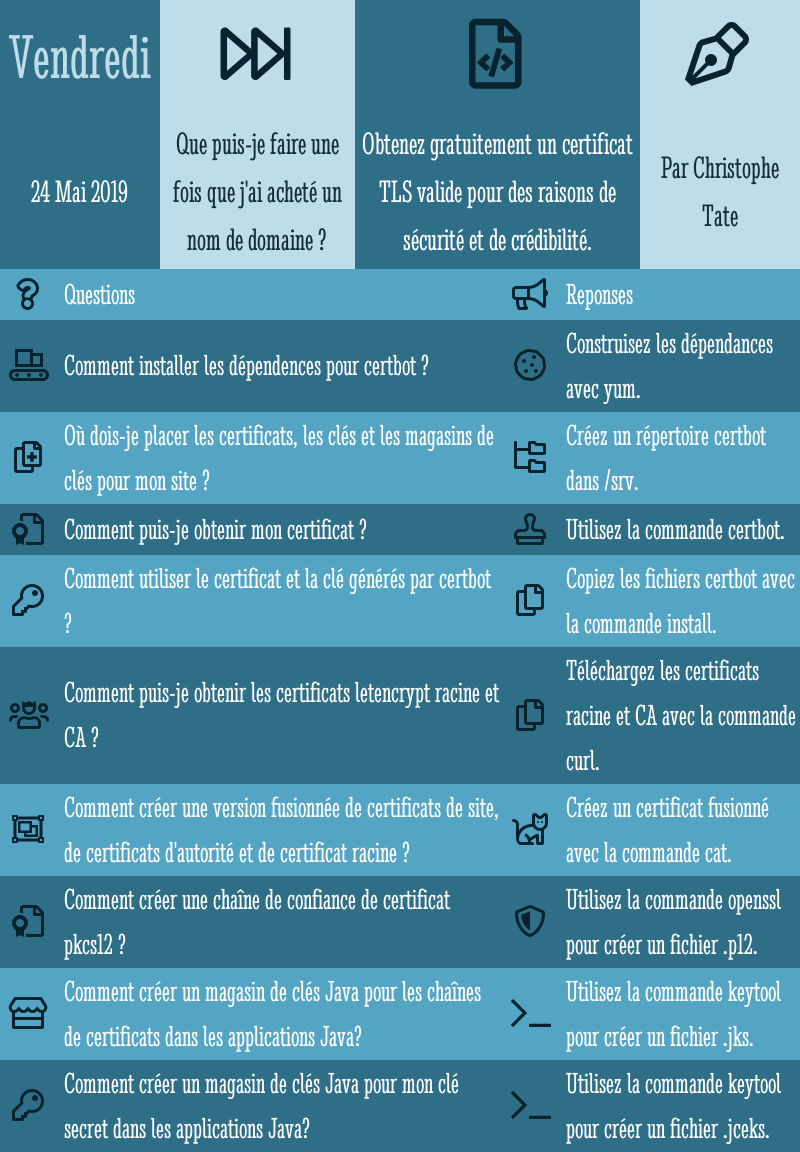 Vendredi
24 Mai 2019
Que puis-je faire une
fois que j'ai acheté un
nom de domaine ?
Obtenez gratuitement un certificat
TLS valide pour des raisons de
sécurité et de crédibilité.
Par Christophe
Tate
Questions
Reponses
Comment installer les dépendences pour certbot ?
Construisez les dépendances
avec yum.
Où dois-je placer les certificats, les clés et les magasins de
clés pour mon site ?
Créez un répertoire certbot
dans /srv.
Comment puis-je obtenir mon certificat ?
Utilisez la commande certbot.
Comment utiliser le certificat et la clé générés par certbot
?
Copiez les fichiers certbot avec
la commande install.
Comment puis-je obtenir les certificats letencrypt racine et
CA ?
Téléchargez les certificats
racine et CA avec la commande
curl.
Comment créer une version fusionnée de certificats de site,
de certificats d'autorité et de certificat racine ?
Créez un certificat fusionné
avec la commande cat.
Comment créer une chaîne de confiance de certificat
pkcs12 ?
Utilisez la commande openssl
pour créer un fichier .p12.
Comment créer un magasin de clés Java pour les chaînes
de certificats dans les applications Java?
Utilisez la commande keytool
pour créer un fichier .jks.
Comment créer un magasin de clés Java pour mon clé
secret dans les applications Java?
Utilisez la commande keytool
pour créer un fichier .jceks.